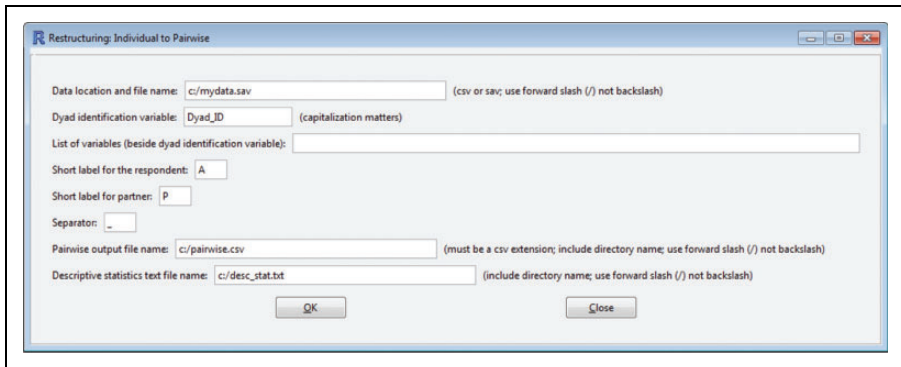 Restructuring: Individual to Pairwise
Data location and file name: c:/mydata.sav (csv or sav; use forward slash (/) not backslash)
Dyad identification variable: Dyad_ID (capitalization matters)
List of variables (beside dyad identification variable):
Short label for the respondent: A
Short label for partner: P
Separator: _
Pairwise output file name: c:/pairwise.csv (must be a csv extension; include directory name; use forward slash (/) not backslash)
Descriptive statistics text file name: c:/desc_stat.txt (include directory name; use forward slash (/) not backslash)
OK Close